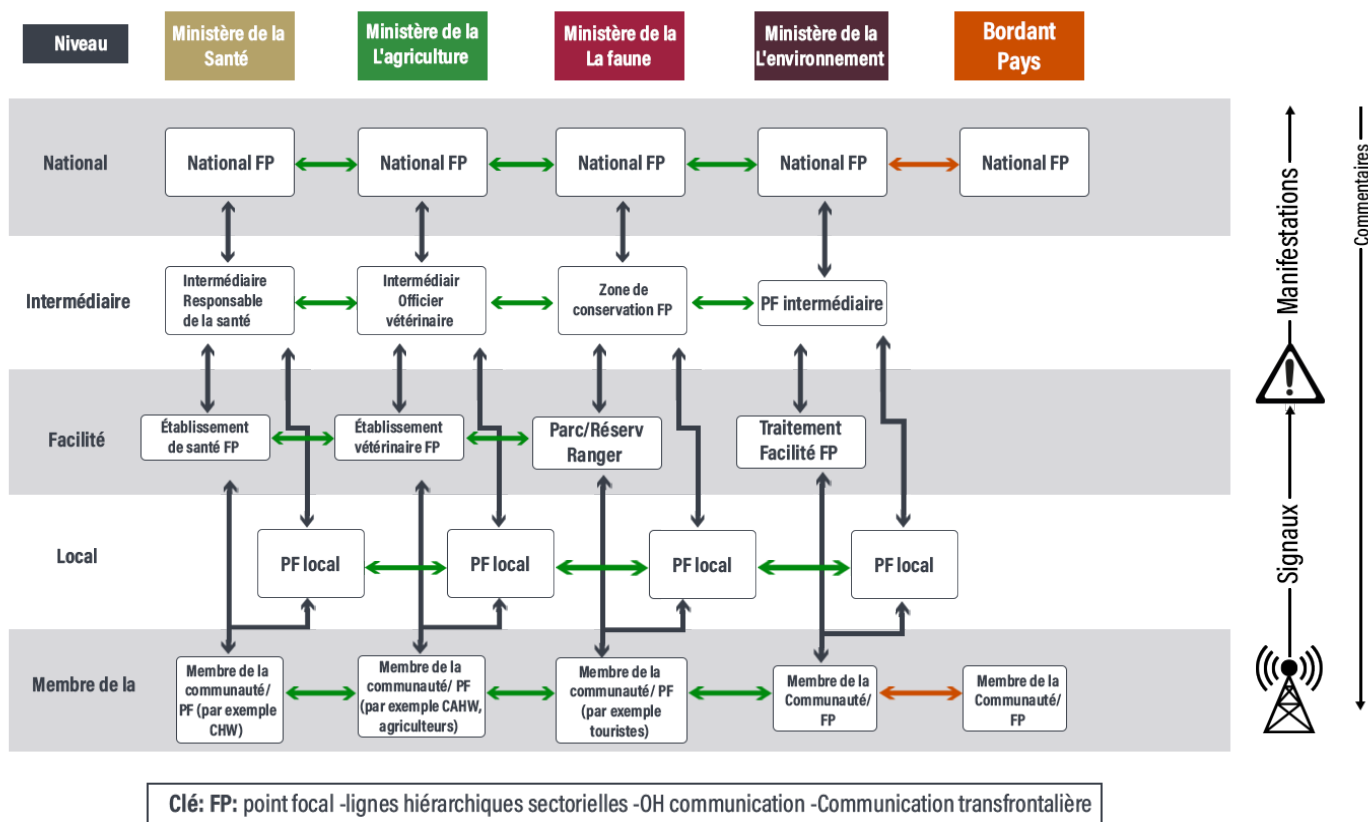 Niveau
Ministère de la
Santé
Ministère de la
L'agriculture
Ministère de la
La faune
Ministère de la
L'environnement
Bordant
Pays
National
National FP
National FP
National FP
National FP
National FP
Intermédiaire
Intermédiaire
Responsable
de la santé
Intermédiair
Officier
vétérinaire
Zone de
conservation FP
PF intermédiaire
Facilité
Établissement
de santé FP
Établissement
vétérinaire FP
Parc/Réserv
Ranger
Traitement
Facilité FP
Local
PF local
PF local
PF local
PF local
Membre de la
Membre de la
communauté/
PF (par exemple
CHW)
Membre de la
communauté/ PF
(par exemple CAHW,
agriculteurs)
Membre de la
communauté/ PF
(par exemple
touristes)
Membre de la
Communauté/
FP
Membre de la
Communauté/
FP
Manifestations
Signaux
Commentaires
Clé: FP: point focal -lignes hiérarchiques sectorielles -OH communication -Communication transfrontalière